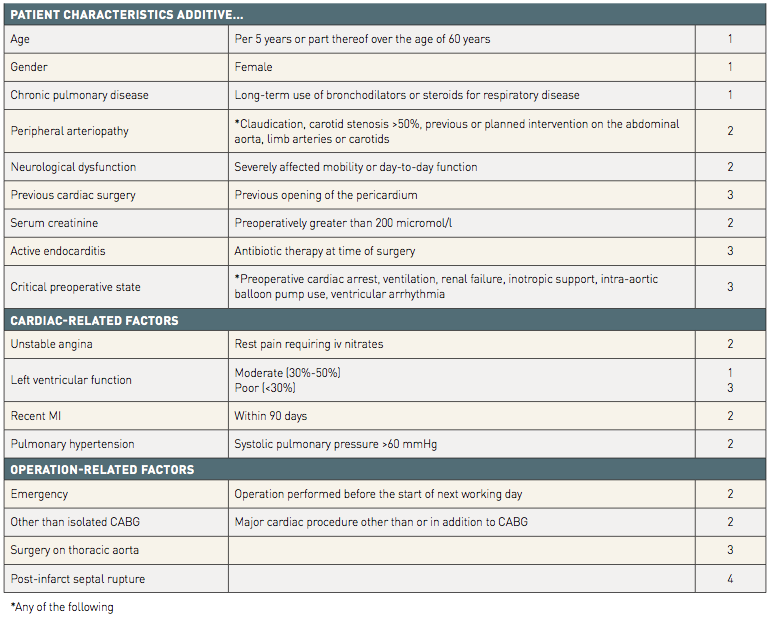 PATIENT CHARACTERISTICS ADDITIVE...
Age Per 5 years or part thereof over the age of 60 years 1
Gender Female 1
Chronic pulmonary disease Long-term use of bronchodilators or steroids for respiratory disease 1
Peripheral arteriopathy *Claudication, carotid stenosis >50%, previous or planned intervention on the abdominal
aorta, limb arteries or carotids 2
Neurological dysfunction Severely affected mobility or day-to-day function 2
Previous cardiac surgery Previous opening of the pericardium 3
Serum creatinine Preoperatively greater than 200 micromol/l 2
Active endocarditis Antibiotic therapy at time of surgery 3
Critical preoperative state *Preoperative cardiac arrest, ventilation, renal failure, inotropic support, intra-aortic
balloon pump use, ventricular arrhythmia 3
CARDIAC-RELATED FACTORS
Unstable angina Rest pain requiring iv nitrates 2
Left ventricular function Moderate (30%-50%) 1
Poor (<30%) 3
Recent MI Within 90 days 2
Pulmonary hypertension Systolic pulmonary pressure >60 mmHg 2
OPERATION-RELATED FACTORS
Emergency Operation performed before the start of next working day 2
Other than isolated CABG Major cardiac procedure other than or in addition to CABG 2
Surgery on thoracic aorta 3
Post-infarct septal rupture 4
*Any of the following